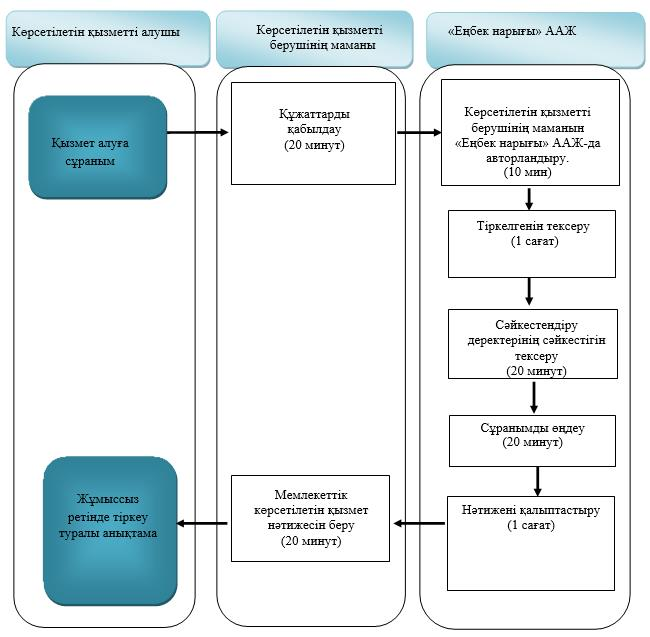 Көрсетілетін қызметті алушы
Көрсетілетін қызметті
берушінің маманы
«Еңбек нарығы» ААЖ
Қызмет алуға
сұраным
Құжаттарды
қабылдау
(20 минут)
Көрсетілетін қызметті
берушінің маманын
«Еңбек нарығы» ААЖ-да
авторландыру.
(10 мин)
Тіркелгенін тексеру
(1 сағат)
Сәйкестендіру
деректерінің сәйкестігін
тексеру
(20 минут)
Сұранымды өңдеу
(20 минут)
Нәтижені қалыптастыру
(1 сағат)
Мемлекеттік
көрсетілетін қызмет
нәтижесін беру
(20 минут)
Жұмыссыз
ретінде тіркеу
туралы анықтама